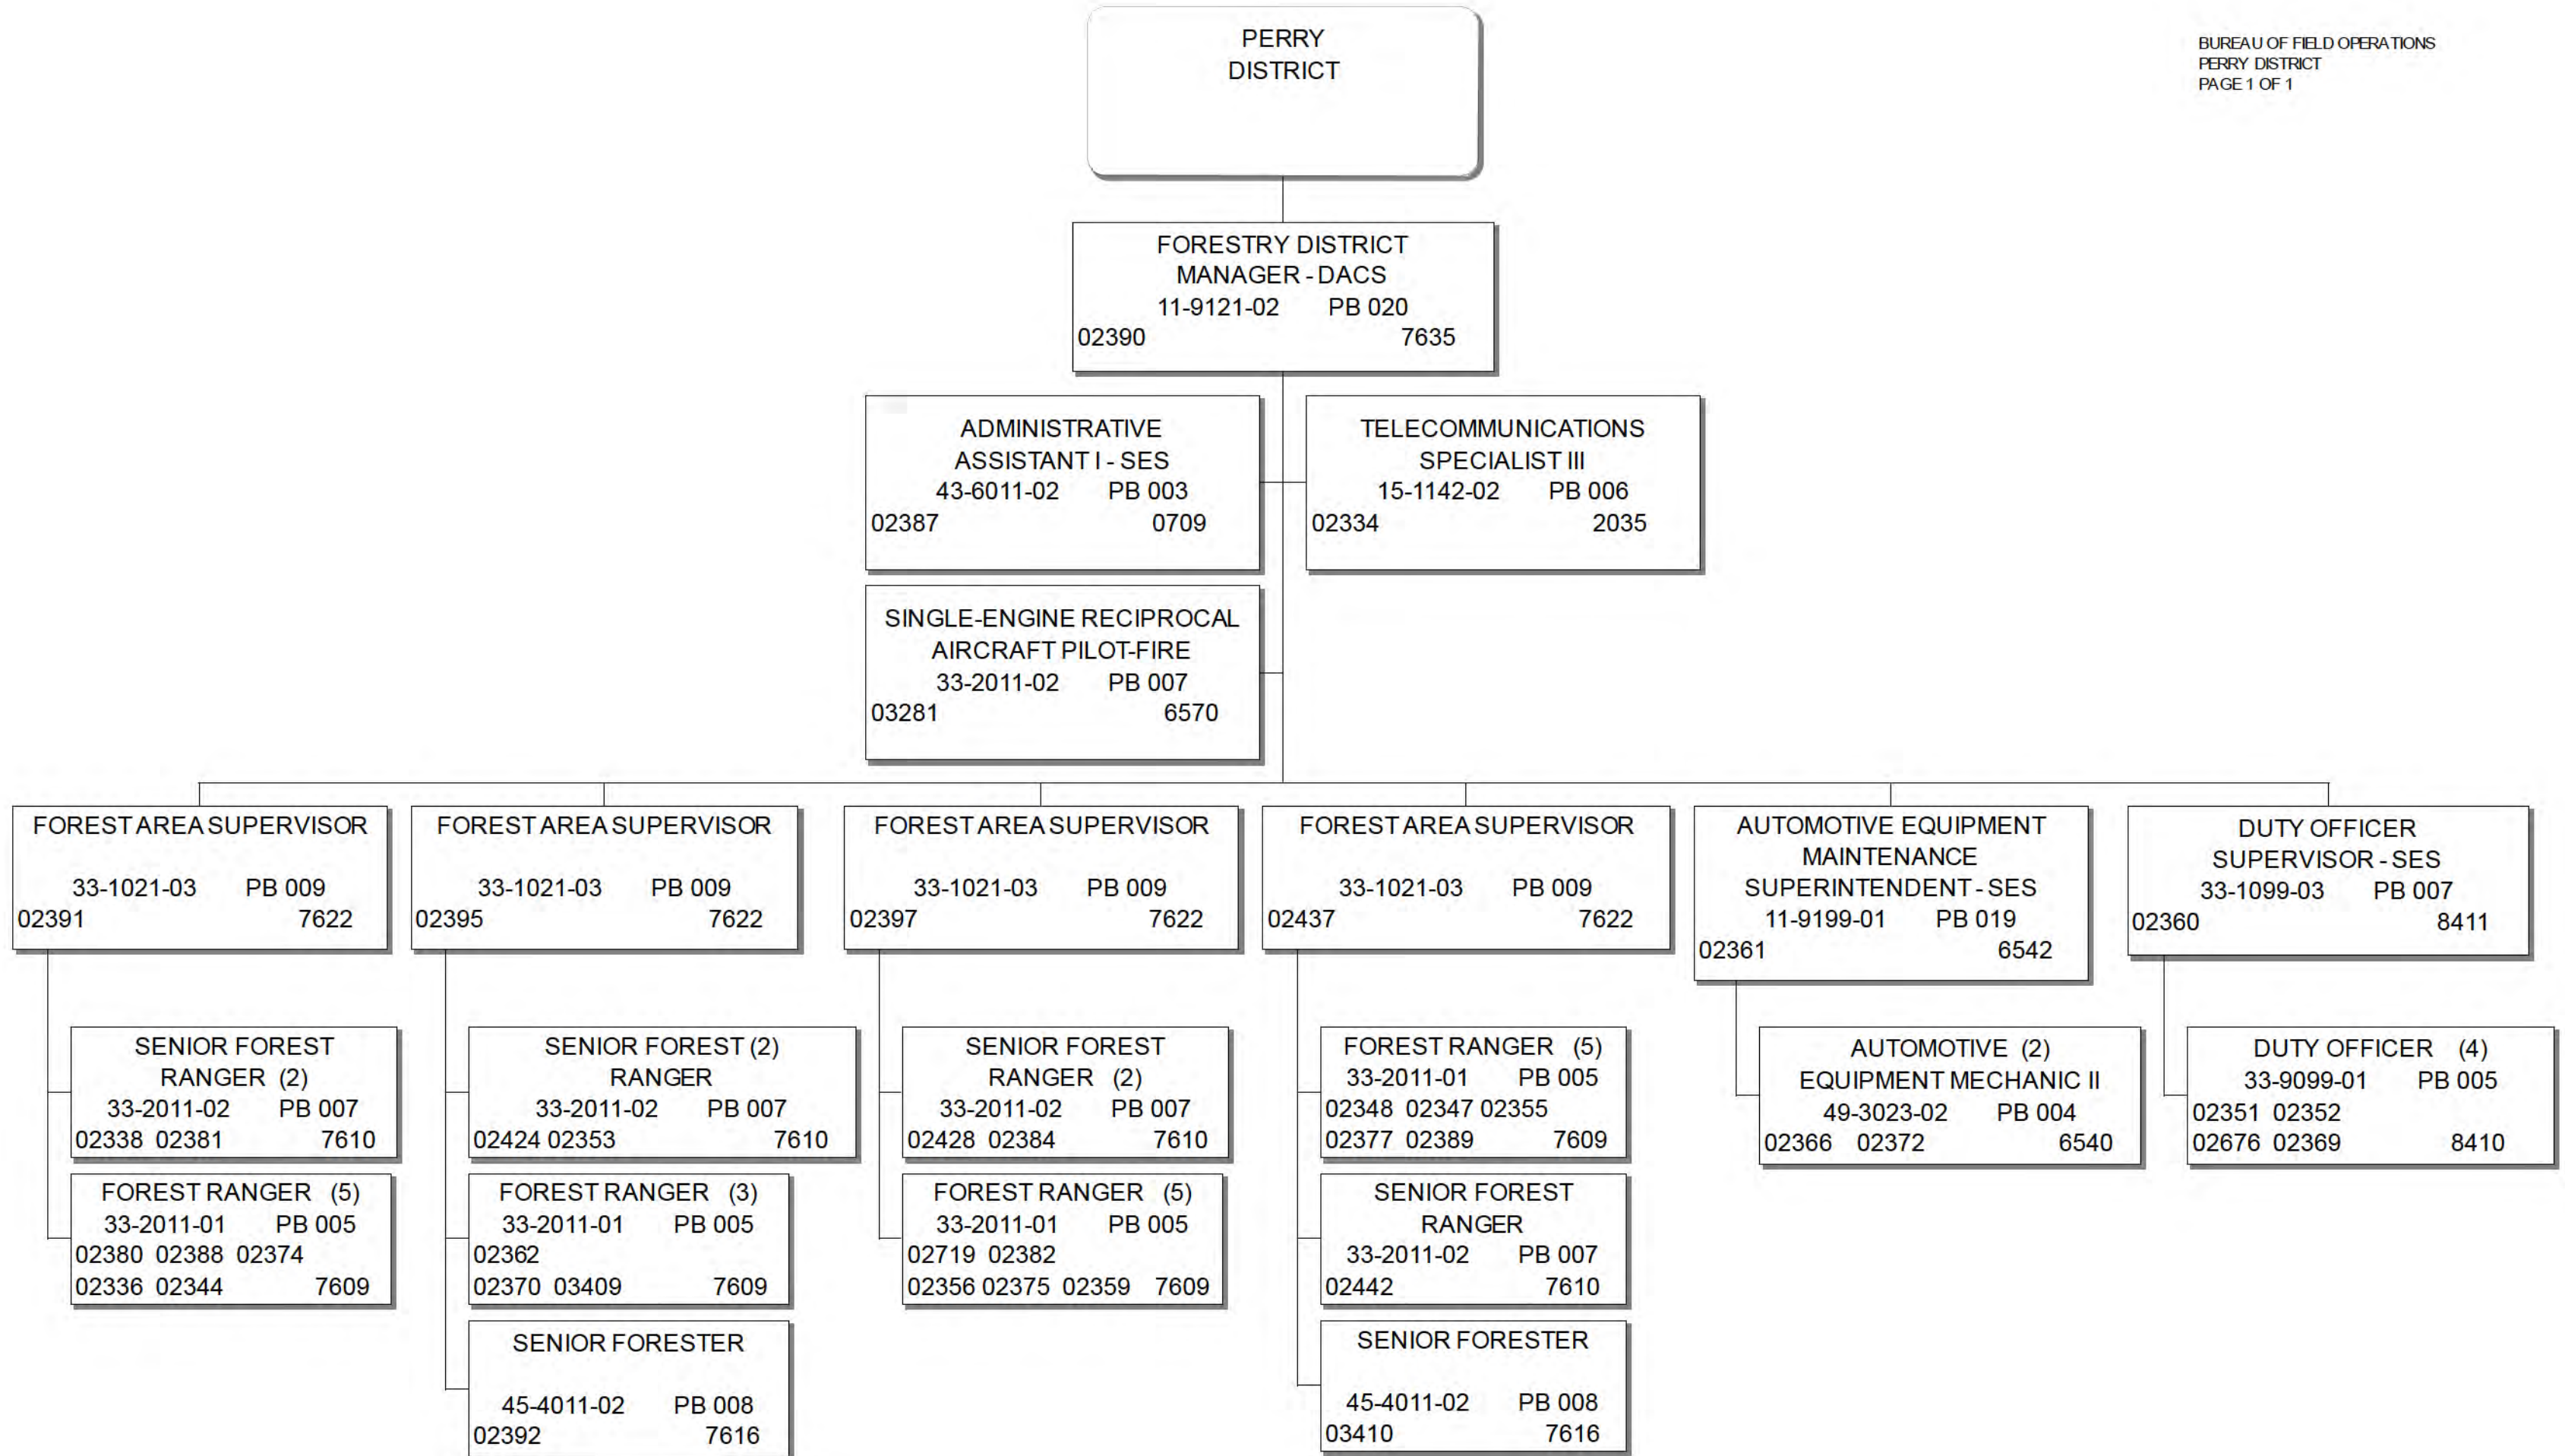 PERRY
DISTRICT
BUREAU OF FIELD OPERATIONS
PERRY DISTRICT
PAGE 1 OF 1
FORESTRY DISTRICT
MANAGER - DACS
11-9121-02 PB 020
02390 7635
ADMINISTRATIVE
ASSISTANT I - SES
43-6011-02 PB 003
02387 0709
TELECOMMUNICATIONS
SPECIALIST III
15-1142-02 PB 006
02334 2035
SINGLE-ENGINE RECIPROCAL
AIRCRAFT PILOT-FIRE
33-2011-02 PB 007
03281 6570
FOREST AREA SUPERVISOR
33-1021-03 PB 009
02391 7622
FOREST AREA SUPERVISOR
33-1021-03 PB 009
02395 7622
FOREST AREA SUPERVISOR
33-1021-03 PB 009
02397 7622
FOREST AREA SUPERVISOR
33-1021-03 PB 009
02437 7622
AUTOMOTIVE EQUIPMENT
MAINTENANCE
SUPERINTENDENT - SES
11-9199-01 PB 019
02361 6542
DUTY OFFICER
SUPERVISOR - SES
33-1099-03 PB 007
02360 8411
SENIOR FOREST
RANGER (2)
33-2011-02 PB 007
02338 02381 7610
FOREST RANGER (5)
33-2011-01 PB 005
02380 02388 02374
02336 02344 7609
SENIOR FOREST (2)
RANGER
33-2011-02 PB 007
02424 02353 7610
FOREST RANGER (3)
33-2011-01 PB 005
02362
02370 03409 7609
SENIOR FORESTER
45-4011-02 PB 008
02392 7616
SENIOR FOREST
RANGER (2)
33-2011-02 PB 007
02428 02384 7610
FOREST RANGER (5)
33-2011-01 PB 005
02719 02382
02356 02375 02359 7609
FOREST RANGER (5)
33-2011-01 PB 005
02348 02347 02355
02377 02389 7609
SENIOR FOREST
RANGER
33-2011-02 PB 007
02442 7610
SENIOR FORESTER
45-4011-02 PB 008
03410 7616
AUTOMOTIVE (2)
EQUIPMENT MECHANIC II
49-3023-02 PB 004
02366 02372 6540
DUTY OFFICER (4)
33-9099-01 PB 005
02351 02352
02676 02369 8410